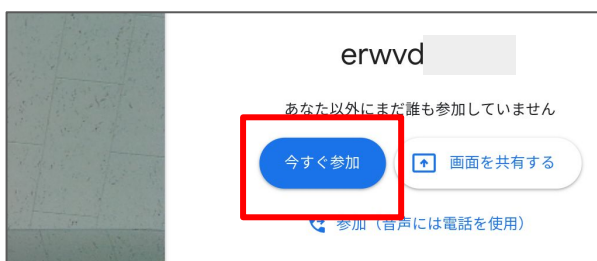 erwvd
あなた以外にまだ誰も参加していません
今すぐ参加
画面を共有する
参加（音声には電話を使用）